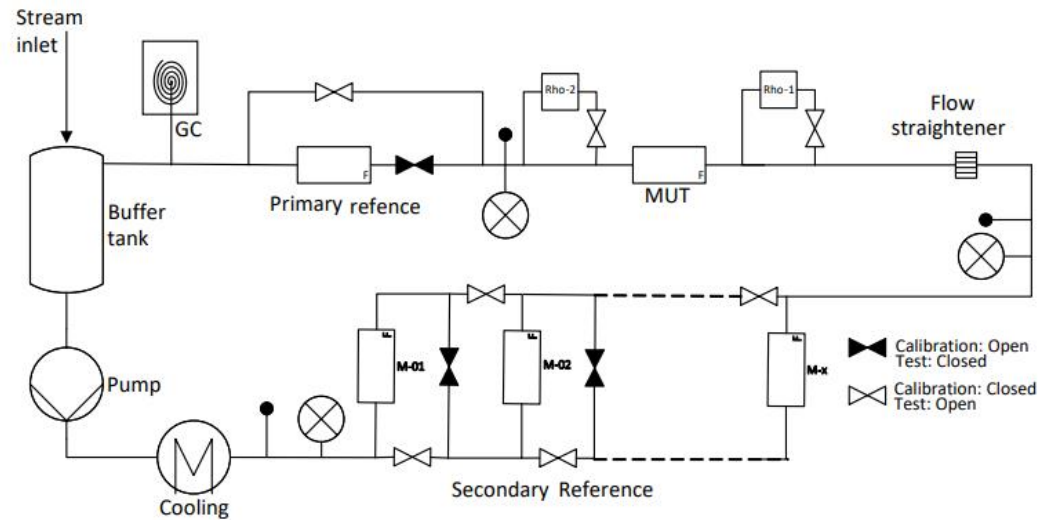 Stream
inlet
GC
Rho-2
Rho-1
Flow
straightener
F
Primary refence
F
MUT
Buffer
tank
F
M-01
F
M-02
F
M-x
Calibration: Open
Test: Closed
Calibration: Closed
Test: Open
Pump
Cooling
Secondary Reference